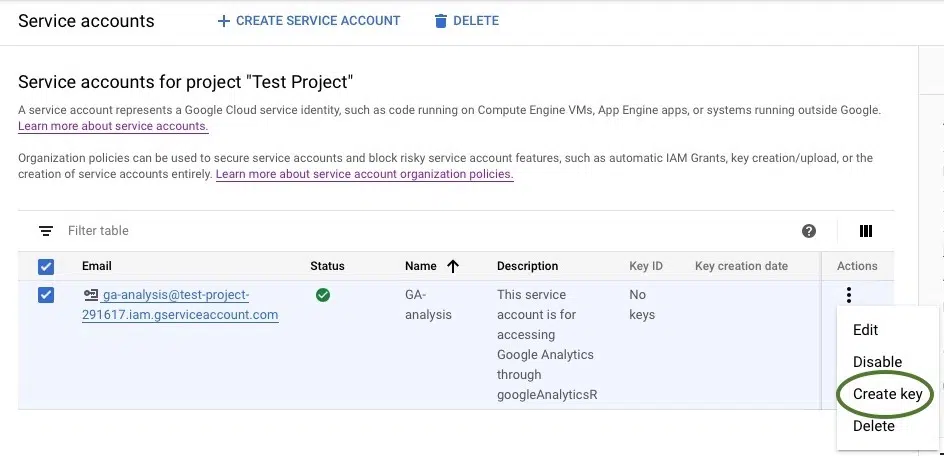 Service accounts
CREATE SERVICE ACCOUNT
DELETE
Service accounts for project "Test Project"
A service account represents a Google Cloud service identity, such as code running on Compute Engine VMs, App Engine apps, or systems running outside Google.
Learn more about service accounts.
Organization policies can be used to secure service accounts and block risky service account features, such as automatic IAM Grants, key creation/upload, or the
creation of service accounts entirely. Learn more about service account organization policies.
Filter table
Email Status Name Description Key ID Key creation date Actions
ga-analysis@test-project-
291617.iam.gserviceaccount.com
GA-
analysis
This service
account is for
accessing
Google Analytics
through
googleAnalyticsR
No
keys
Edit
Disable
Create key
Delete